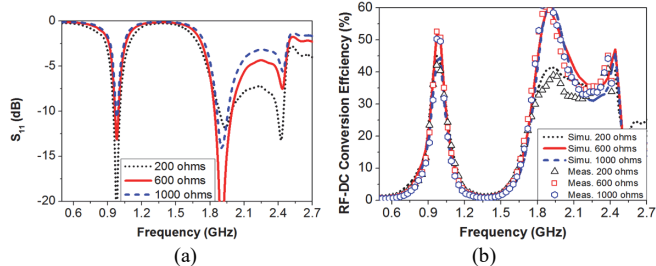 0
-5
-10
-15
-20
S11 (dB)
200 ohms
600 ohms
1000 ohms
0.6 0.9 1.2 1.5 1.8 2.1 2.4 2.7
Frequency (GHz)
(a)
60
50
40
30
20
10
0
RF-DC Conversion Effciency (%)
Simu. 200 ohms
Simu. 600 ohms
Simu. 1000 ohms
Meas. 200 ohms
Meas. 600 ohms
Meas. 1000 ohms
0.6 0.9 1.2 1.5 1.8 2.1 2.4 2.7
Frequency (GHz)
(b)